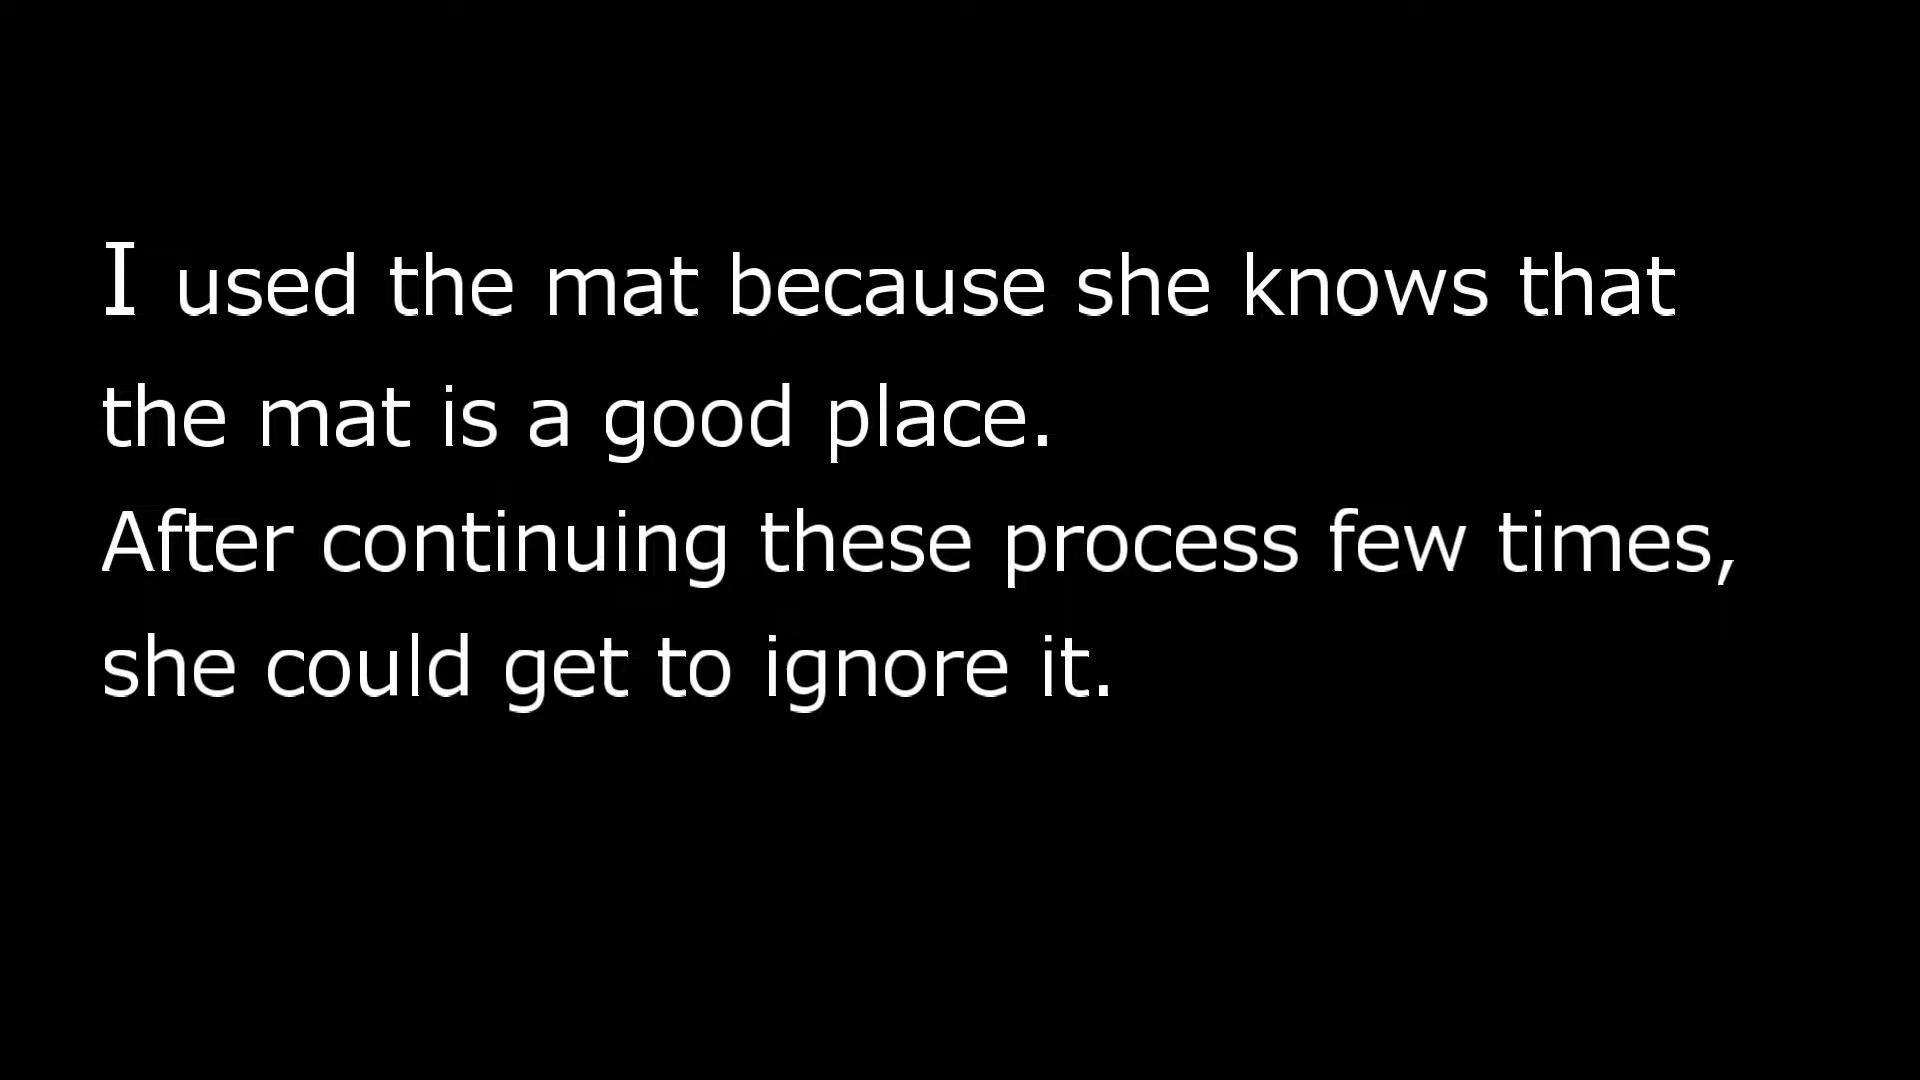 I used the mat because she knows that
the mat is a good place.
After continuing these process few times,
she could get to ignore it.